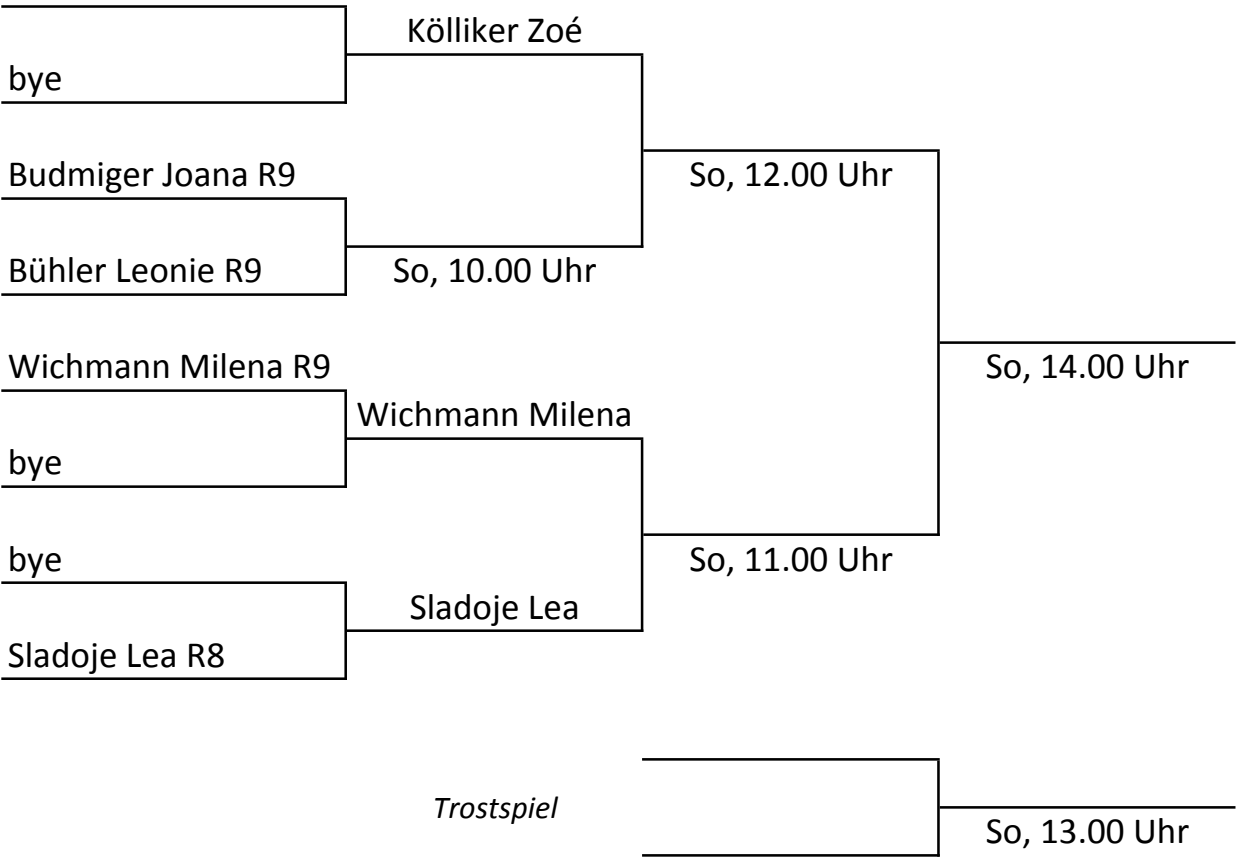 Kölliker Zoé
bye
Budmiger Joana R9
So, 12.00 Uhr
Bühler Leonie R9
So, 10.00 Uhr
Wichmann Milena R9
So, 14.00 Uhr
Wichmann Milena
bye
bye
So, 11.00 Uhr
Sladoje Lea
Sladoje Lea R8
Trostspiel
So, 13.00 Uhr